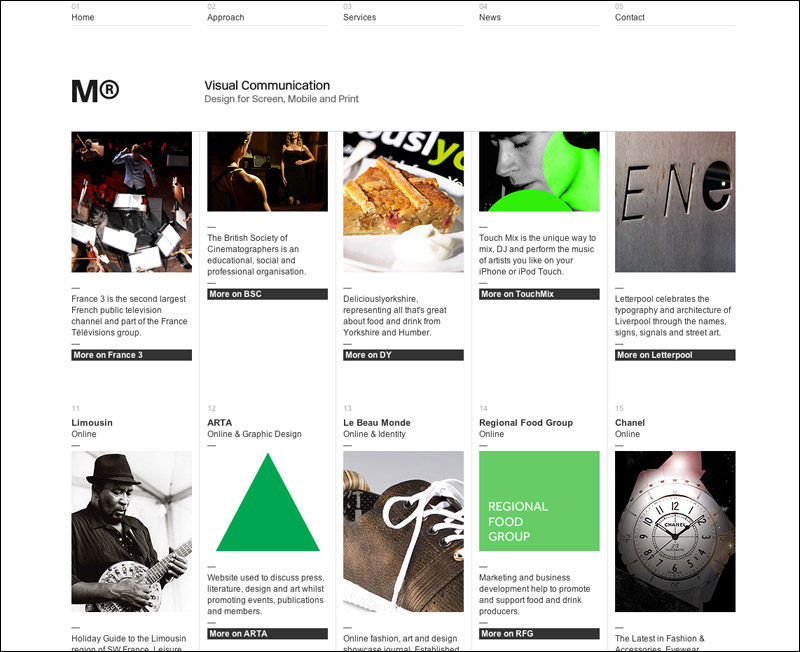 01
Home
02
Approach
03
Services
04
News
05
Contact
M®
Visual Communication
Design for Screen, Mobile and Print
ously
ENe
—
France 3 is the second largest
French public television
channel and part of the France
Télévisions group.
—
More on France 3
—
The British Society of
Cinematographers is an
educational, social and
professional organisation.
—
More on BSC
—
Deliciouslyorkshire,
representing all that's great
about food and drink from
Yorkshire and Humber.
—
More on DY
—
Touch Mix is the unique way to
mix, DJ and perform the music
of artists you like on your
iPhone or iPod Touch.
—
More on TouchMix
—
Letterpool celebrates the
typography and architecture of
Liverpool through the names,
signs, signals and street art.
—
More on Letterpool
11
Limousin
Online
—
12
ARTA
Online & Graphic Design
—
13
Le Beau Monde
Online & Identity
—
14
Regional Food Group
Online
—
15
Chanel
Online
—
REGIONAL
FOOD
GROUP
CHANEL
—
Holiday Guide to the Limousin
region of SW France. Leisure
—
Website used to discuss press,
literature, design and art whilst
promoting events, publications
and members.
—
More on ARTA
—
Online fashion, art and design
showcase journal. Established
—
Marketing and business
development help to promote
and support food and drink
producers.
—
More on RFG
—
The Latest in Fashion &
Accessories, Eyewear,